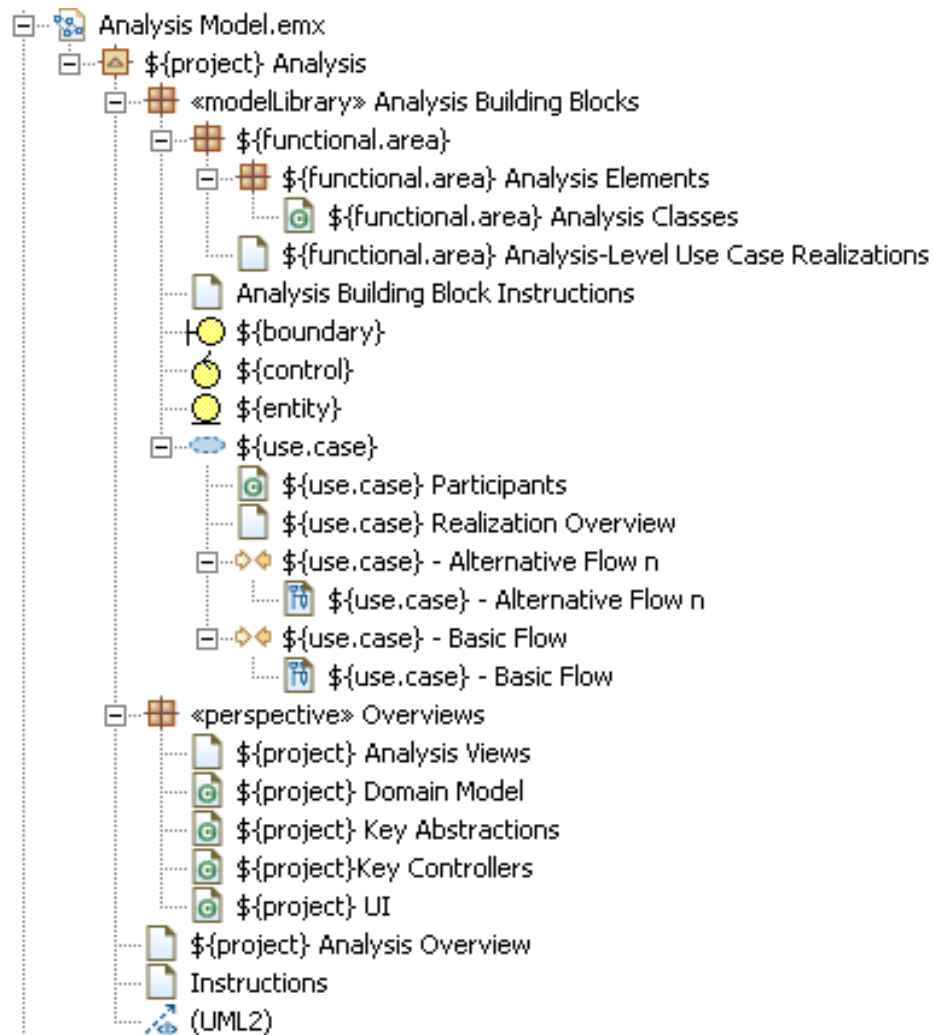 Analysis Model.emx
${project} Analysis
«modelLibrary» Analysis Building Blocks
${functional.area}
${functional.area} Analysis Elements
${functional.area} Analysis Classes
${functional.area} Analysis-Level Use Case Realizations
Analysis Building Block Instructions
${boundary}
${control}
${entity}
${use.case}
${use.case} Participants
${use.case} Realization Overview
${use.case} - Alternative Flow n
${use.case} - Alternative Flow n
${use.case} - Basic Flow
${use.case} - Basic Flow
«perspective» Overviews
${project} Analysis Views
${project} Domain Model
${project} Key Abstractions
${project}Key Controllers
${project} UI
${project} Analysis Overview
Instructions
(UML2)